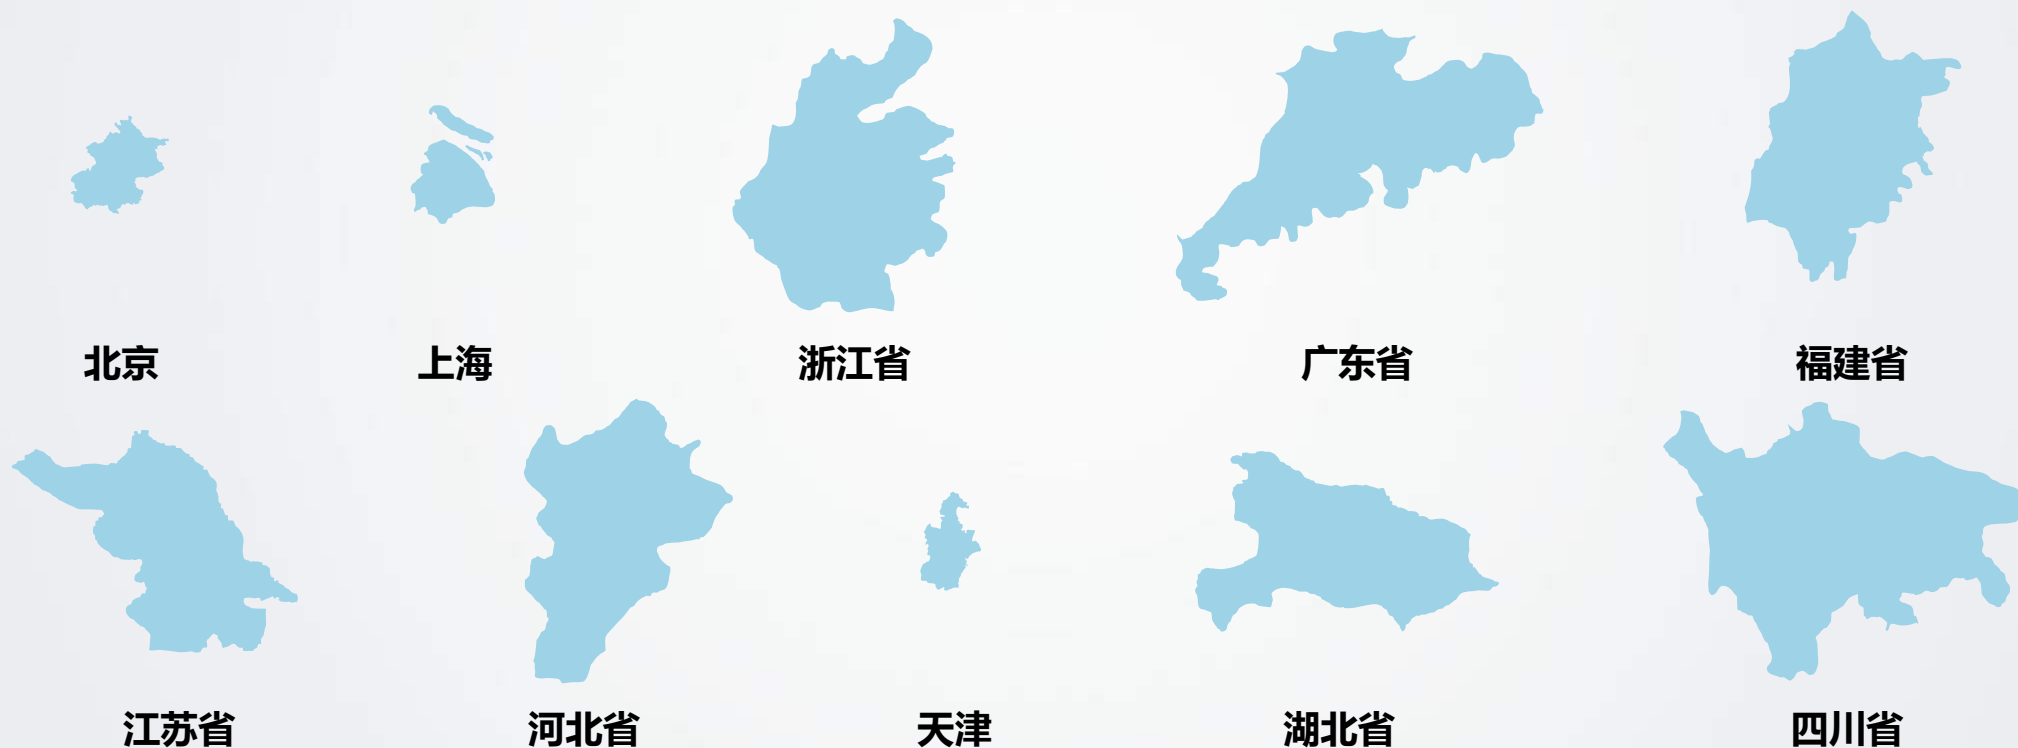 北京
上海
浙江省
广东省
福建省
江苏省
河北省
天津
湖北省
四川省